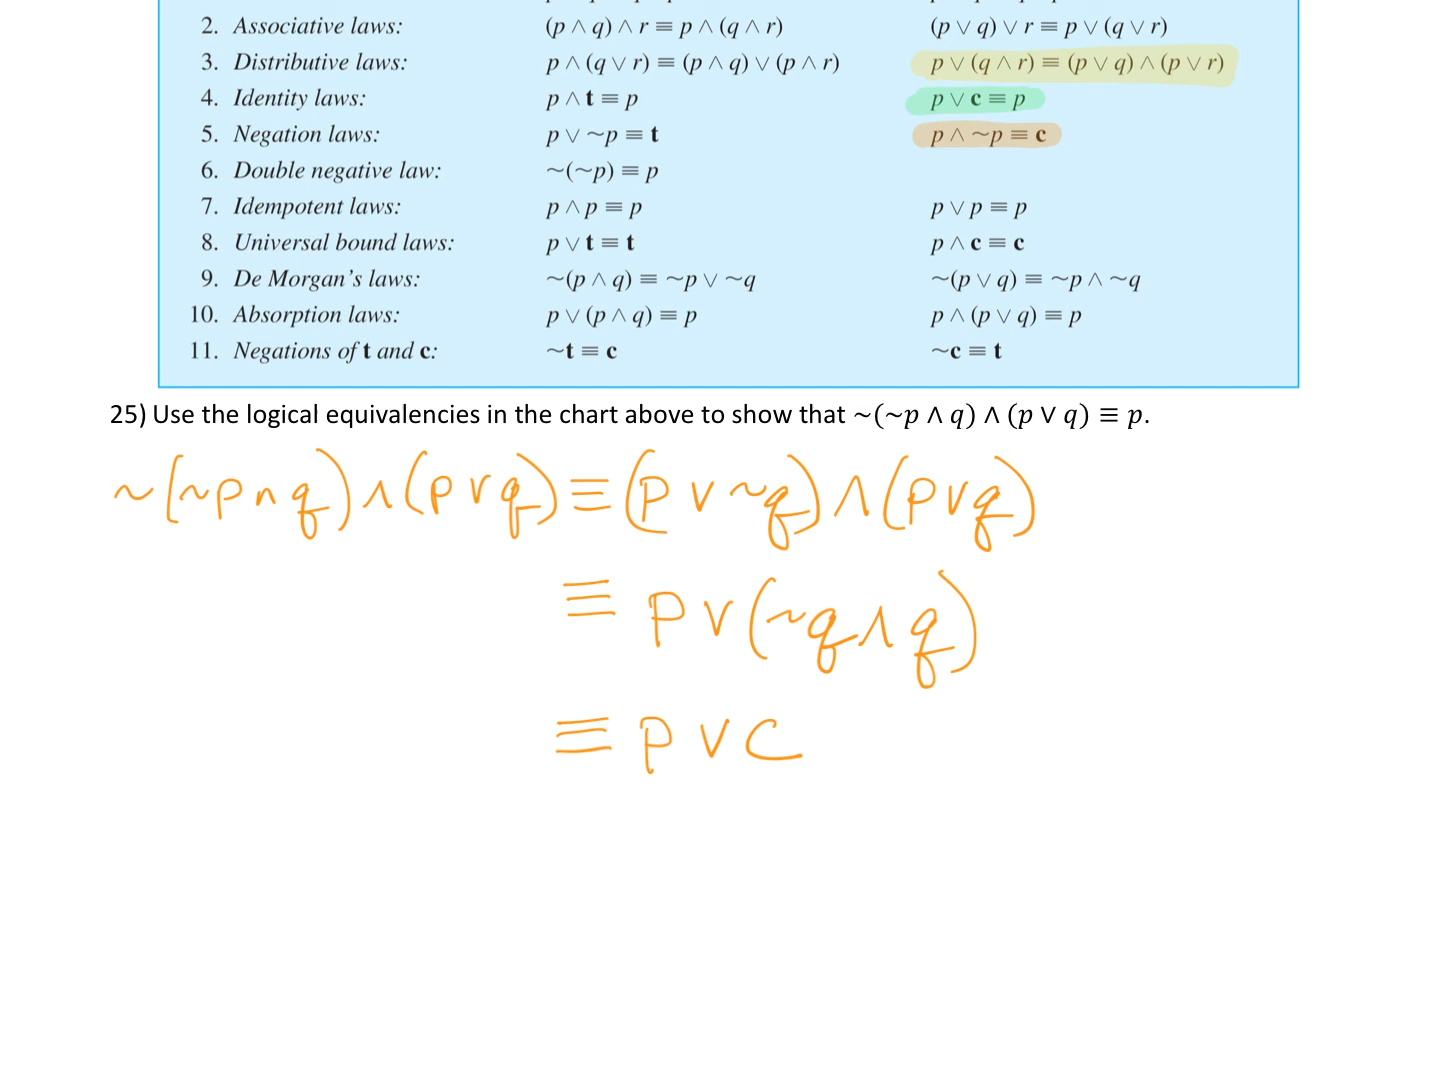 2. Associative laws: (p ∧ q) ∧ r ≡ p ∧ (q ∧ r) (p ∨ q) ∨ r ≡ p ∨ (q ∨ r)
3. Distributive laws: p ∧ (q ∨ r) ≡ (p ∧ q) ∨ (p ∧ r) p ∨ (q ∧ r) ≡ (p ∨ q) ∧ (p ∨ r)
4. Identity laws: p ∧ t ≡ p p ∨ c ≡ p
5. Negation laws: p ∨ ~p ≡ t p ∧ ~p ≡ c
6. Double negative law: ~(~p) ≡ p
7. Idempotent laws: p ∧ p ≡ p p ∨ p ≡ p
8. Universal bound laws: p ∨ t ≡ t p ∧ c ≡ c
9. De Morgan's laws: ~(p ∧ q) ≡ ~p ∨ ~q ~(p ∨ q) ≡ ~p ∧ ~q
10. Absorption laws: p ∨ (p ∧ q) ≡ p p ∧ (p ∨ q) ≡ p
11. Negations of t and c: ~t ≡ c ~c ≡ t
25) Use the logical equivalencies in the chart above to show that ~(~p ∧ q) ∧ (p ∨ q) ≡ p.
~(~p ∧ q) ∧ (p ∨ q) ≡ (p ∨ ~q) ∧ (p ∨ q)
≡ p ∨ (~q ∧ q)
≡ p ∨ c